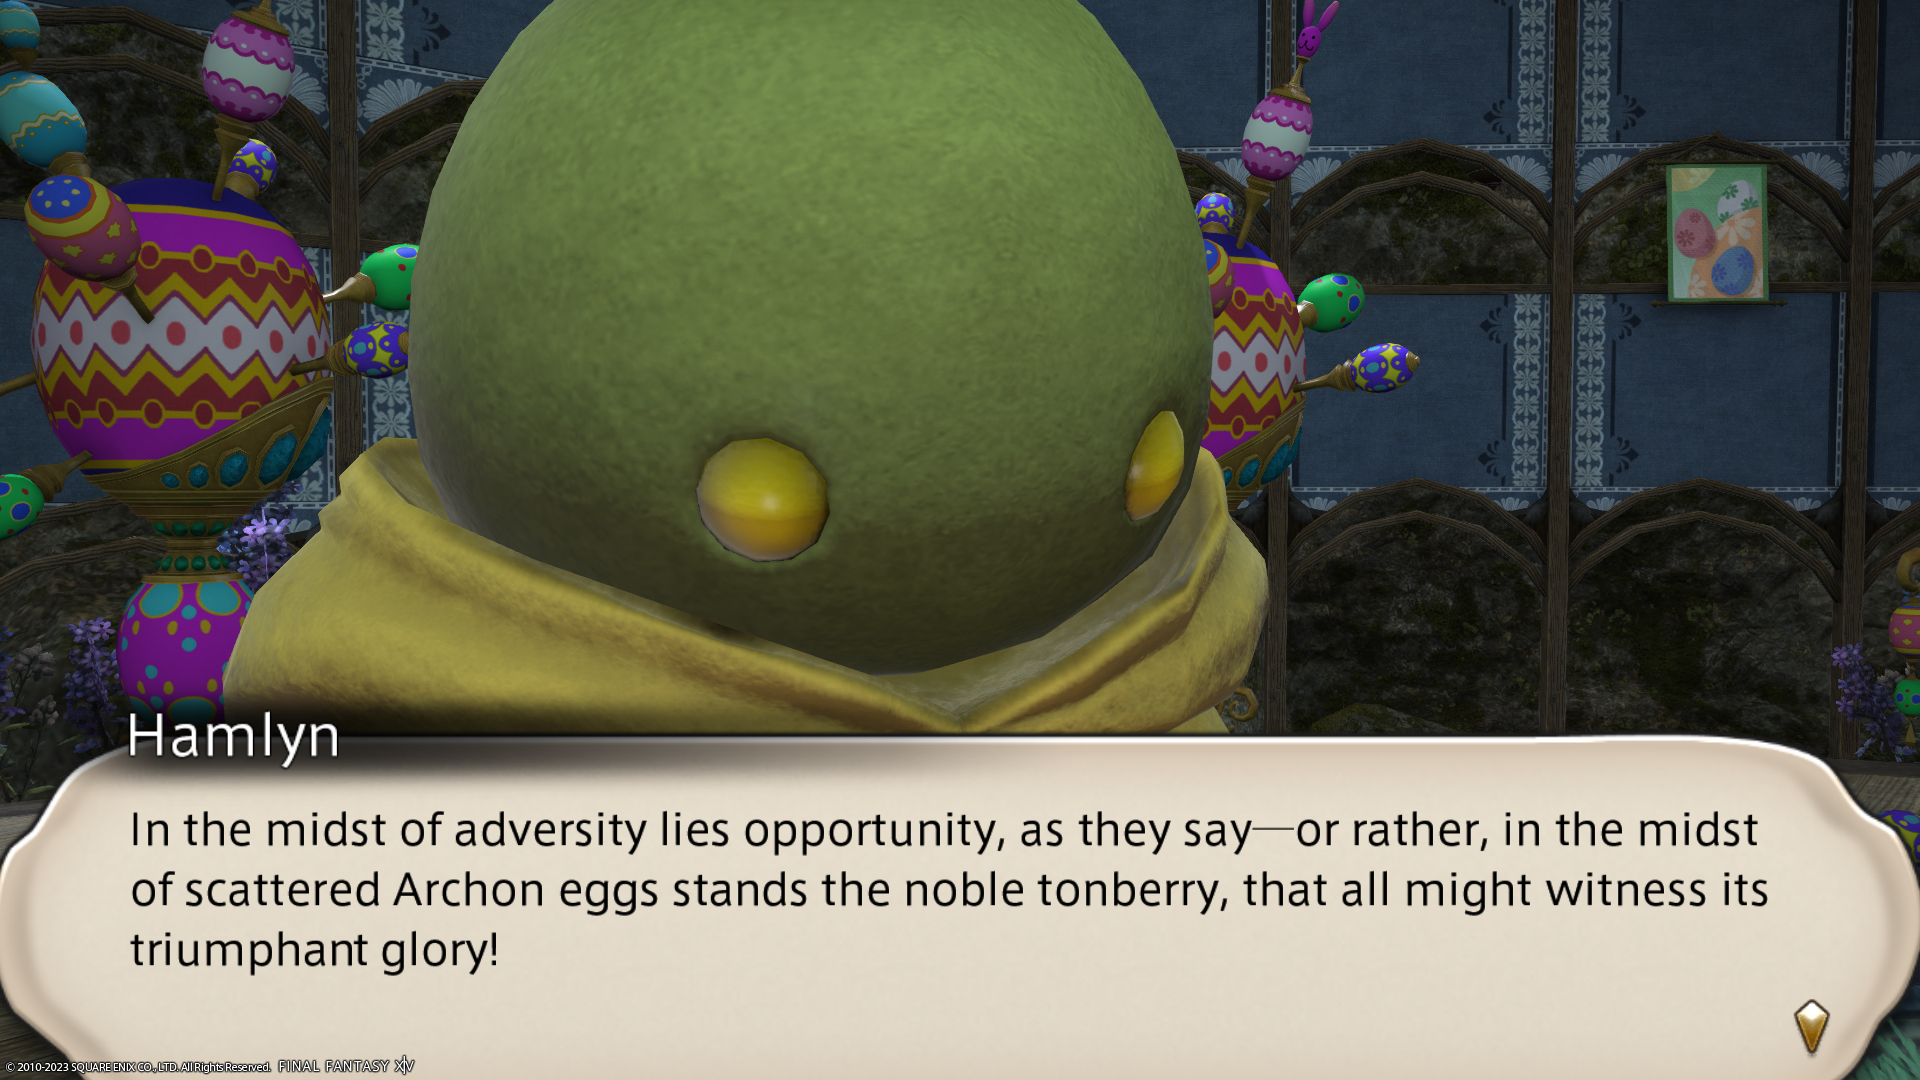 Hamlyn
In the midst of adversity lies opportunity, as they say—or rather, in the midst
of scattered Archon eggs stands the noble tonberry, that all might witness its
triumphant glory!
© 2010-2023 SQUARE ENIX CO., LTD. All Rights Reserved. FINAL FANTASY XIV